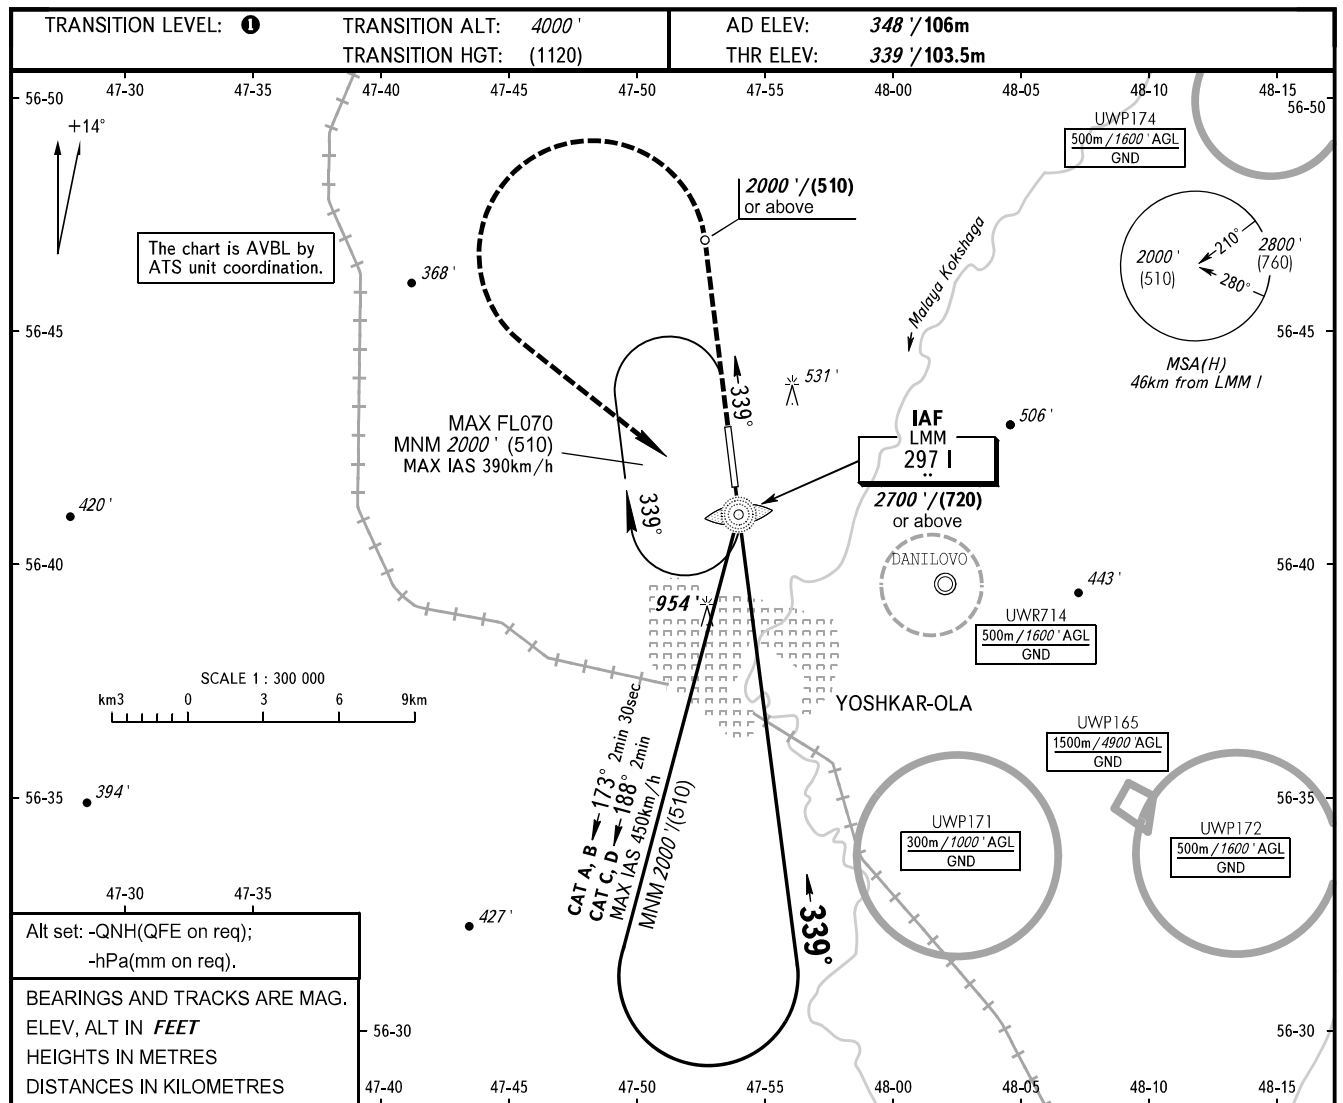 TRANSITION LEVEL: ❶ TRANSITION ALT: 4000 ' AD ELEV: 348 '/106m
TRANSITION HGT: (1120) THR ELEV: 339 '/103.5m
47-30 47-35 47-40 47-45 47-50 47-55 48-00 48-05 48-10 48-15
56-50 56-50
+14°
UWP174
500m/1600 ' AGL
GND
2000 '/(510)
or above
The chart is AVBL by
ATS unit coordination.
368 '
Malaya Kokshaga
2000 '
(510)
210°
280°
2800 '
(760)
56-45 56-45
MSA(H)
46km from LMM I
531 '
339°
MAX FL070
MNM 2000 ' (510)
MAX IAS 390km/h
IAF
LMM
297 I
..
2700 '/(720)
or above
506 '
420 '
339°
56-40 56-40
DANILOVO
443 '
954 '
UWR714
500m/1600 ' AGL
GND
SCALE 1 : 300 000
km3 0 3 6 9km
YOSHKAR-OLA
UWP165
1500m/4900 'AGL
GND
394 '
56-35 56-35
CAT A, B 173° 2min 30sec
CAT C, D 188° 2min
MAX IAS 450km/h
MNM 2000 '/(510)
UWP171
300m/1000 ' AGL
GND
UWP172
500m/1600 ' AGL
GND
47-30 47-35
427 '
339°
Alt set: -QNH(QFE on req);
-hPa(mm on req).
BEARINGS AND TRACKS ARE MAG.
ELEV, ALT IN FEET
HEIGHTS IN METRES
DISTANCES IN KILOMETRES
56-30 56-30
47-40 47-45 47-50 47-55 48-00 48-05 48-10 48-15